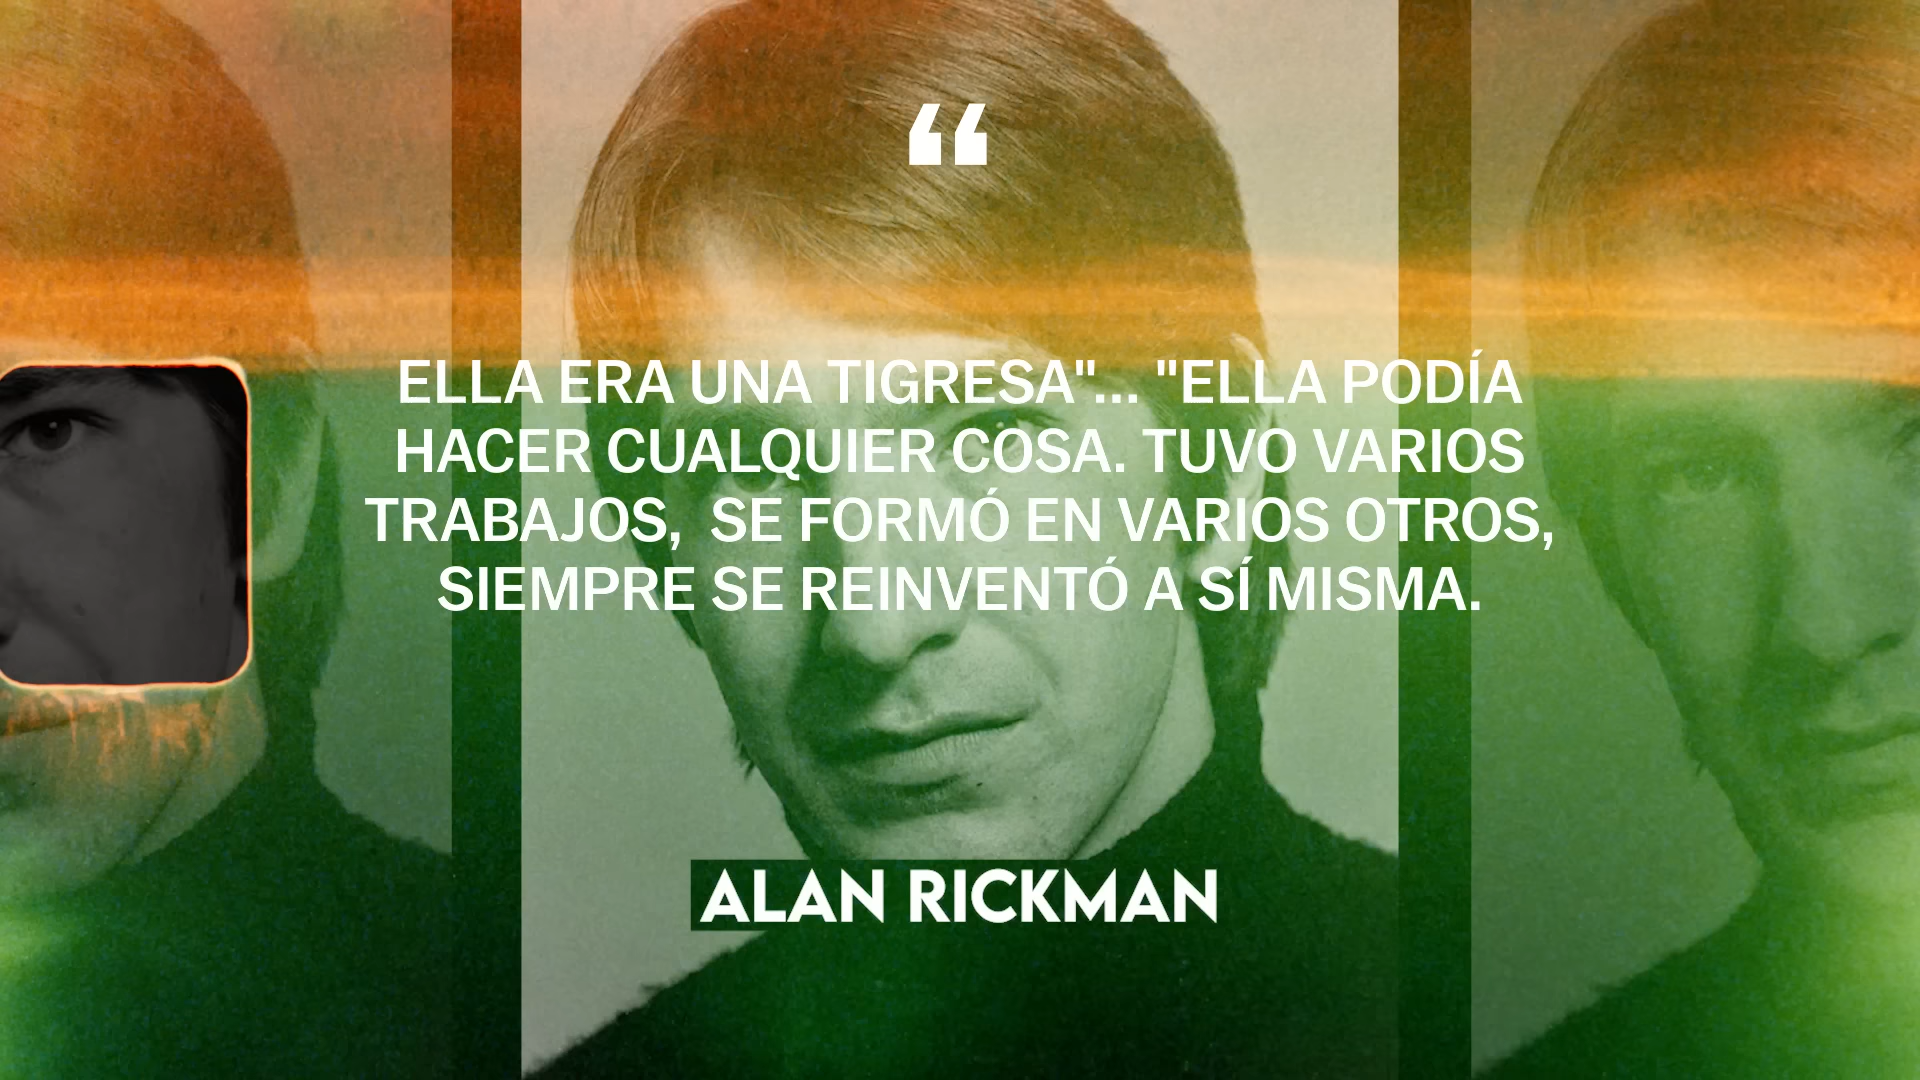 “
ELLA ERA UNA TIGRESA"... "ELLA PODÍA
HACER CUALQUIER COSA. TUVO VARIOS
TRABAJOS,  SE FORMÓ EN VARIOS OTROS,
SIEMPRE SE REINVENTÓ A SÍ MISMA.
ALAN RICKMAN